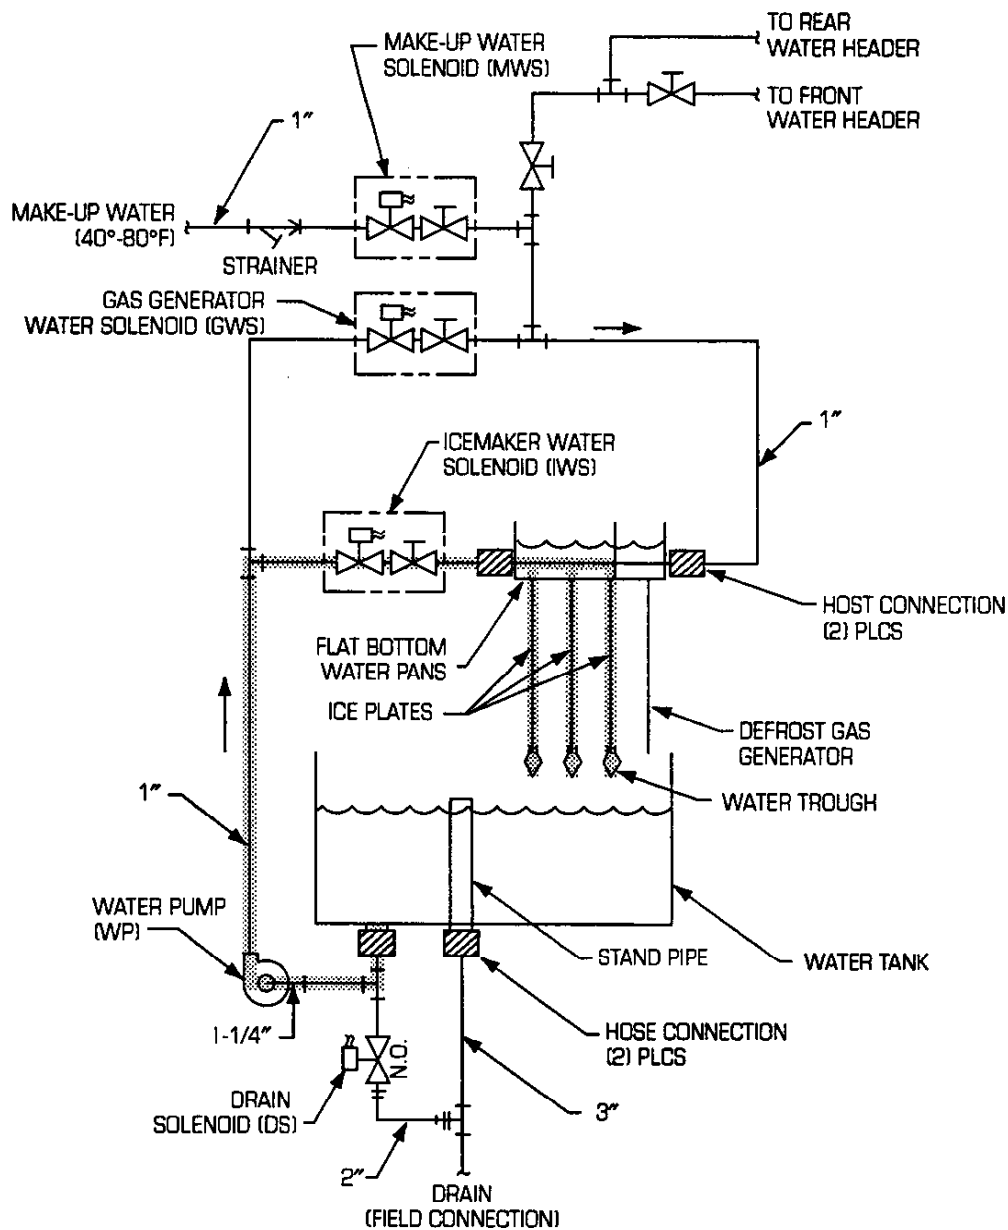 TO REAR
WATER HEADER
MAKE-UP WATER
SOLENOID (MWS)
TO FRONT
WATER HEADER
1"
MAKE-UP WATER
(40°-80°F)
STRAINER
GAS GENERATOR
WATER SOLENOID (GWS)
1"
ICEMAKER WATER
SOLENOID (IWS)
HOST CONNECTION
(2) PLCS
FLAT BOTTOM
WATER PANS
ICE PLATES
DEFROST GAS
GENERATOR
1"
WATER TROUGH
WATER PUMP
(WP)
STAND PIPE
WATER TANK
1-1/4"
HOSE CONNECTION
(2) PLCS
N.O.
DRAIN
SOLENOID (DS)
3"
2"
DRAIN
(FIELD CONNECTION)